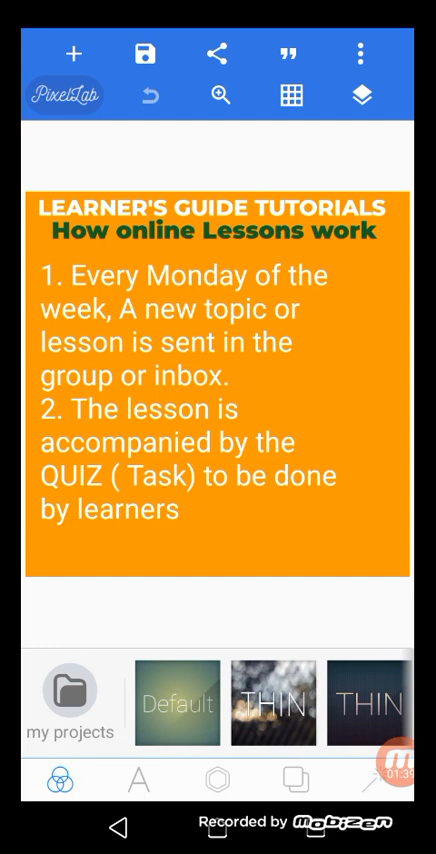 PixelLab
LEARNER'S GUIDE TUTORIALS
How online Lessons work
1. Every Monday of the
week, A new topic or
lesson is sent in the
group or inbox.
2. The lesson is
accompanied by the
QUIZ ( Task) to be done
by learners
my projects
Default
THIN
THIN
A
01:39
Recorded by Mobizen